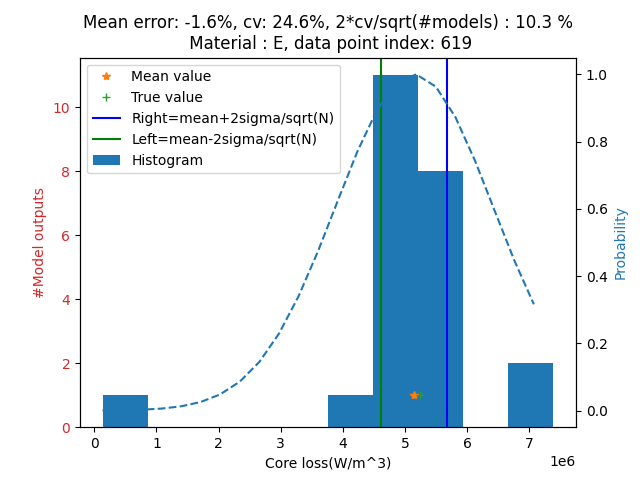 Mean error: -1.6%, cv: 24.6%, 2*cv/sqrt(#models) : 10.3 %
Material : E, data point index: 619
Mean value
True value
Right=mean+2sigma/sqrt(N)
Left=mean-2sigma/sqrt(N)
Histogram
#Model outputs
0
2
4
6
8
10
Probability
0.0
0.2
0.4
0.6
0.8
1.0
0 1 2 3 4 5 6 7
1e6
Core loss(W/m^3)